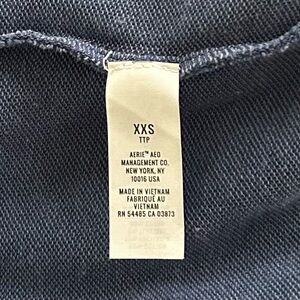 XXS
TTP
AERIE™ AEO
MANAGEMENT CO.
NEW YORK, NY
10016 USA
MADE IN VIETNAM
FABRIQUÉ AU
VIETNAM
RN 54485 CA 03873